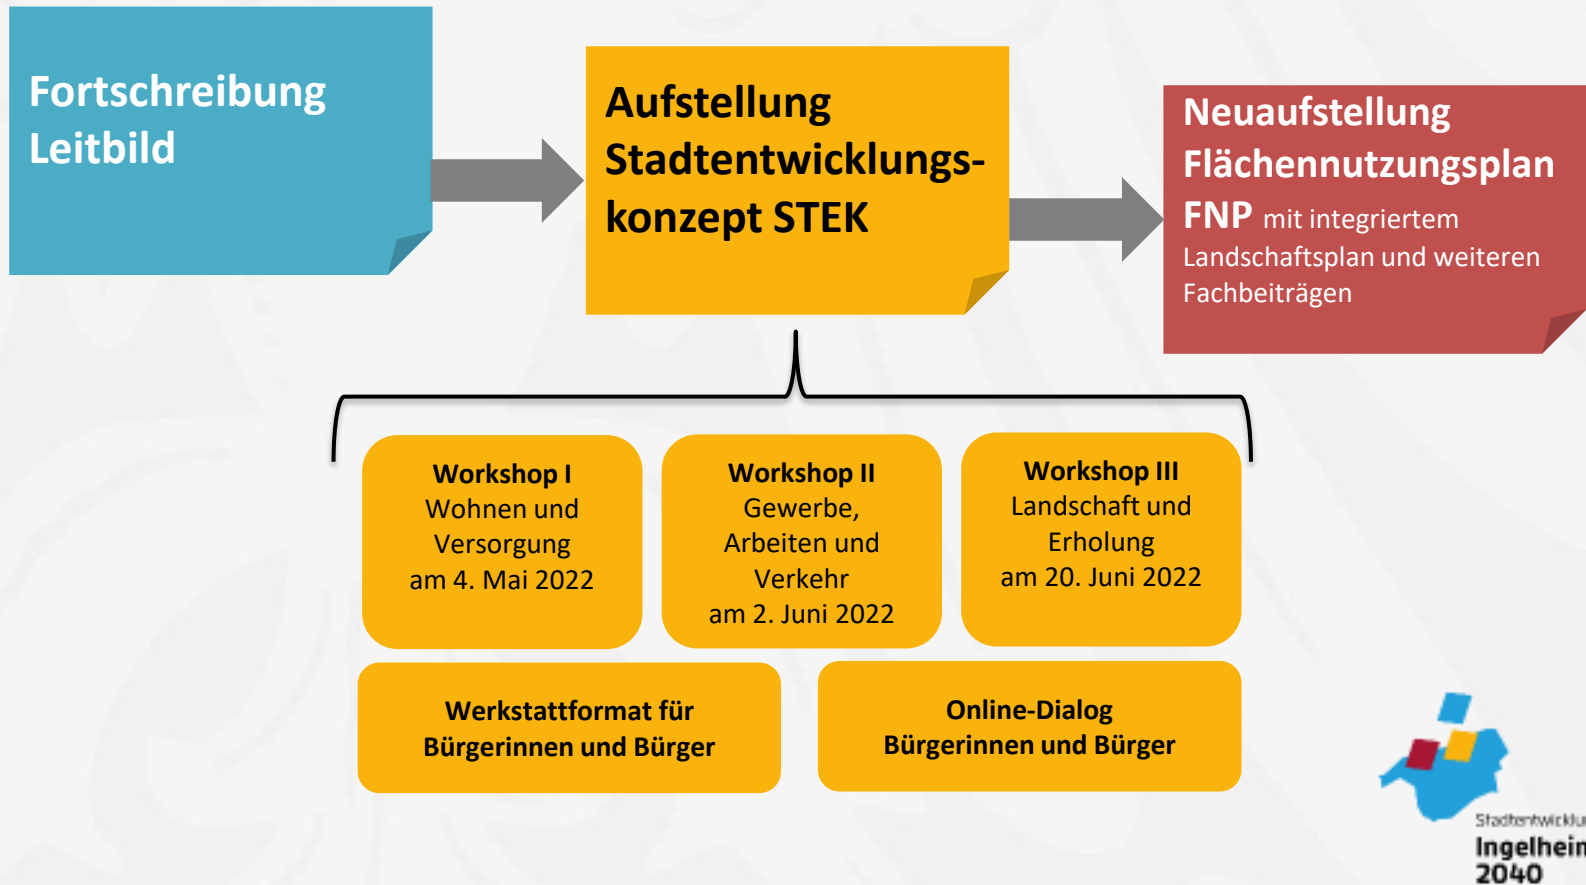 Fortschreibung
Leitbild
Aufstellung
Stadtentwicklungs-
konzept STEK
Neuaufstellung
Flächennutzungsplan
FNP mit integriertem
Landschaftsplan und weiteren
Fachbeiträgen
Workshop I
Wohnen und
Versorgung
am 4. Mai 2022
Workshop II
Gewerbe,
Arbeiten und
Verkehr
am 2. Juni 2022
Workshop III
Landschaft und
Erholung
am 20. Juni 2022
Werkstattformat für
Bürgerinnen und Bürger
Online-Dialog
Bürgerinnen und Bürger
Stadtentwicklun
Ingelheim
2040